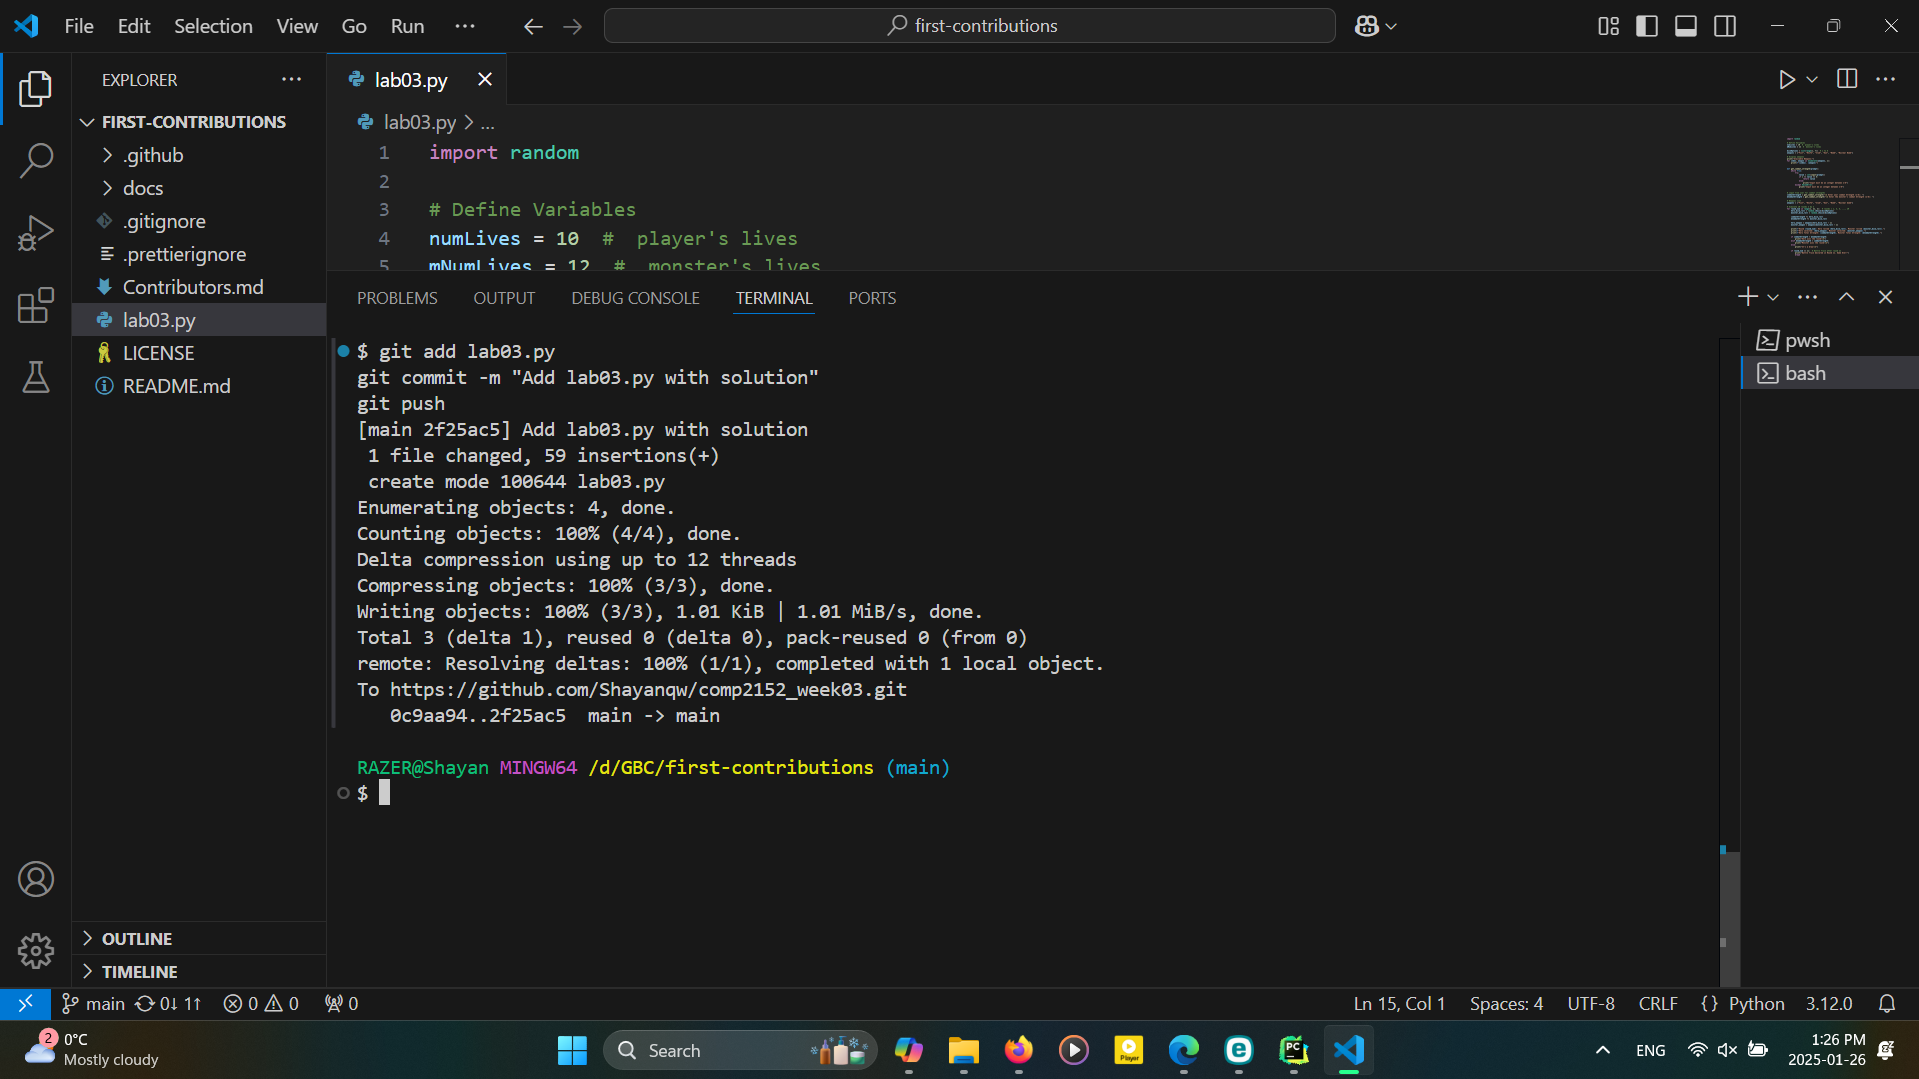 File Edit Selection View Go Run ...
first-contributions
EXPLORER
FIRST-CONTRIBUTIONS
.github
docs
.gitignore
.prettierignore
Contributors.md
lab03.py
LICENSE
README.md
OUTLINE
TIMELINE
lab03.py
lab03.py > ...
1 import random
2
3 # Define Variables
4 numLives = 10 # player's lives
5 mNumLives = 12 # monster's lives
PROBLEMS OUTPUT DEBUG CONSOLE TERMINAL PORTS
$ git add lab03.py
git commit -m "Add lab03.py with solution"
git push
[main 2f25ac5] Add lab03.py with solution
1 file changed, 59 insertions(+)
create mode 100644 lab03.py
Enumerating objects: 4, done.
Counting objects: 100% (4/4), done.
Delta compression using up to 12 threads
Compressing objects: 100% (3/3), done.
Writing objects: 100% (3/3), 1.01 KiB | 1.01 MiB/s, done.
Total 3 (delta 1), reused 0 (delta 0), pack-reused 0 (from 0)
remote: Resolving deltas: 100% (1/1), completed with 1 local object.
To https://github.com/Shayanqw/comp2152_week03.git
0c9aa94..2f25ac5 main -> main
RAZER@Shayan MINGW64 /d/GBC/first-contributions (main)
$
pwsh
bash
main 0↓ 1↑ 0 0 0
Ln 15, Col 1 Spaces: 4 UTF-8 CRLF {} Python 3.12.0
2
0°C
Mostly cloudy
Search
PC
Player
ENG
1:26 PM
2025-01-26